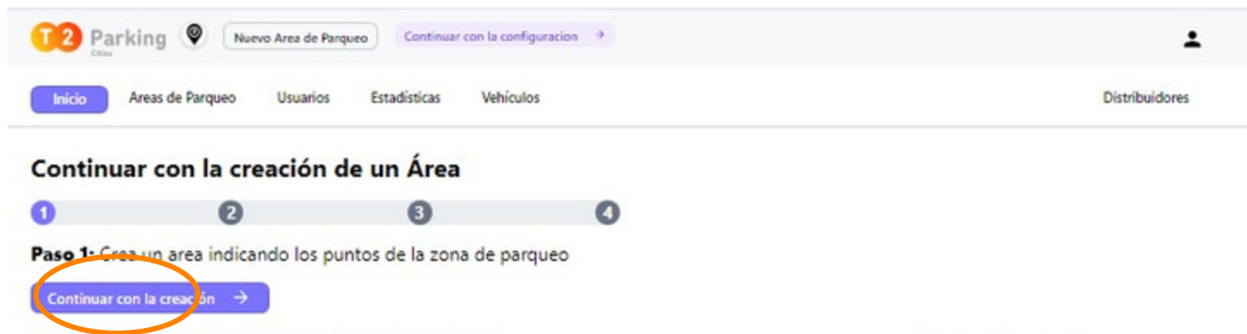 T2 Parking Cities Nuevo Area de Parqueo Continuar con la configuracion →
Inicio Areas de Parqueo Usuarios Estadísticas Vehículos Distribuidores
Continuar con la creación de un Área
1 2 3 4
Paso 1: Crea un area indicando los puntos de la zona de parqueo
Continuar con la creación →